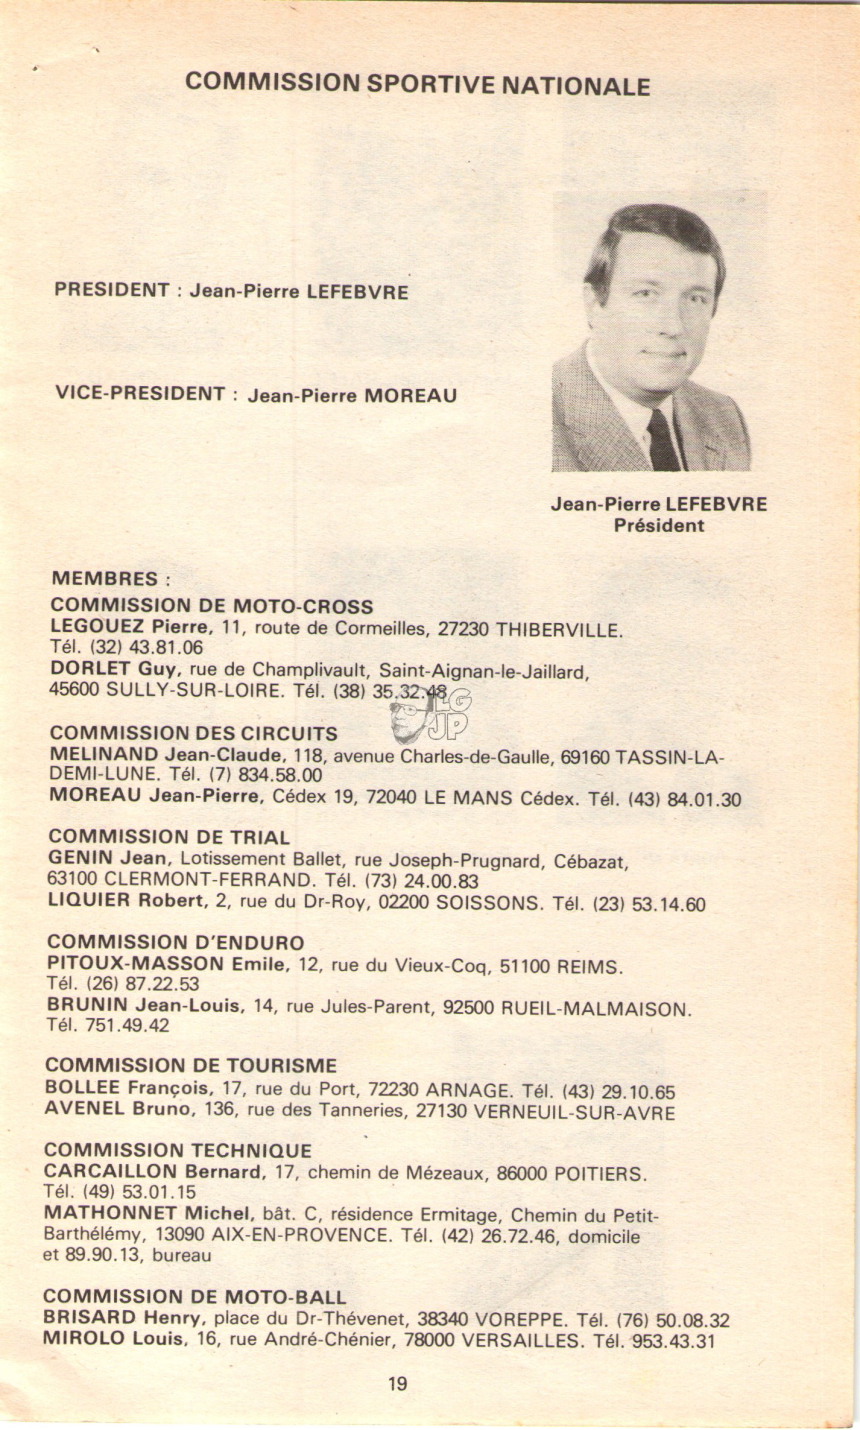 COMMISSION SPORTIVE NATIONALE
PRESIDENT : Jean-Pierre LEFEBVRE
VICE-PRESIDENT : Jean-Pierre MOREAU
Jean-Pierre LEFEBVRE
Président
MEMBRES :
COMMISSION DE MOTO-CROSS
LEGOUEZ Pierre, 11, route de Cormeilles, 27230 THIBERVILLE.
Tél. (32) 43.81.06
DORLET Guy, rue de Champlivault, Saint-Aignan-le-Jaillard,
45600 SULLY-SUR-LOIRE. Tél. (38) 35.32.48
LG
JP
COMMISSION DES CIRCUITS
MELINAND Jean-Claude, 118, avenue Charles-de-Gaulle, 69160 TASSIN-LA-
DEMI-LUNE. Tél. (7) 834.58.00
MOREAU Jean-Pierre, Cédex 19, 72040 LE MANS Cédex. Tél. (43) 84.01.30
COMMISSION DE TRIAL
GENIN Jean, Lotissement Ballet, rue Joseph-Prugnard, Cébazat,
63100 CLERMONT-FERRAND. Tél. (73) 24.00.83
LIQUIER Robert, 2, rue du Dr-Roy, 02200 SOISSONS. Tél. (23) 53.14.60
COMMISSION D'ENDURO
PITOUX-MASSON Emile, 12, rue du Vieux-Coq, 51100 REIMS.
Tél. (26) 87.22.53
BRUNIN Jean-Louis, 14, rue Jules-Parent, 92500 RUEIL-MALMAISON.
Tél. 751.49.42
COMMISSION DE TOURISME
BOLLEE François, 17, rue du Port, 72230 ARNAGE. Tél. (43) 29.10.65
AVENEL Bruno, 136, rue des Tanneries, 27130 VERNEUIL-SUR-AVRE
COMMISSION TECHNIQUE
CARCAILLON Bernard, 17, chemin de Mézeaux, 86000 POITIERS.
Tél. (49) 53.01.15
MATHONNET Michel, bât. C, résidence Ermitage, Chemin du Petit-
Barthélémy, 13090 AIX-EN-PROVENCE. Tél. (42) 26.72.46, domicile
et 89.90.13, bureau
COMMISSION DE MOTO-BALL
BRISARD Henry, place du Dr-Thévenet, 38340 VOREPPE. Tél. (76) 50.08.32
MIROLO Louis, 16, rue André-Chénier, 78000 VERSAILLES. Tél. 953.43.31
19